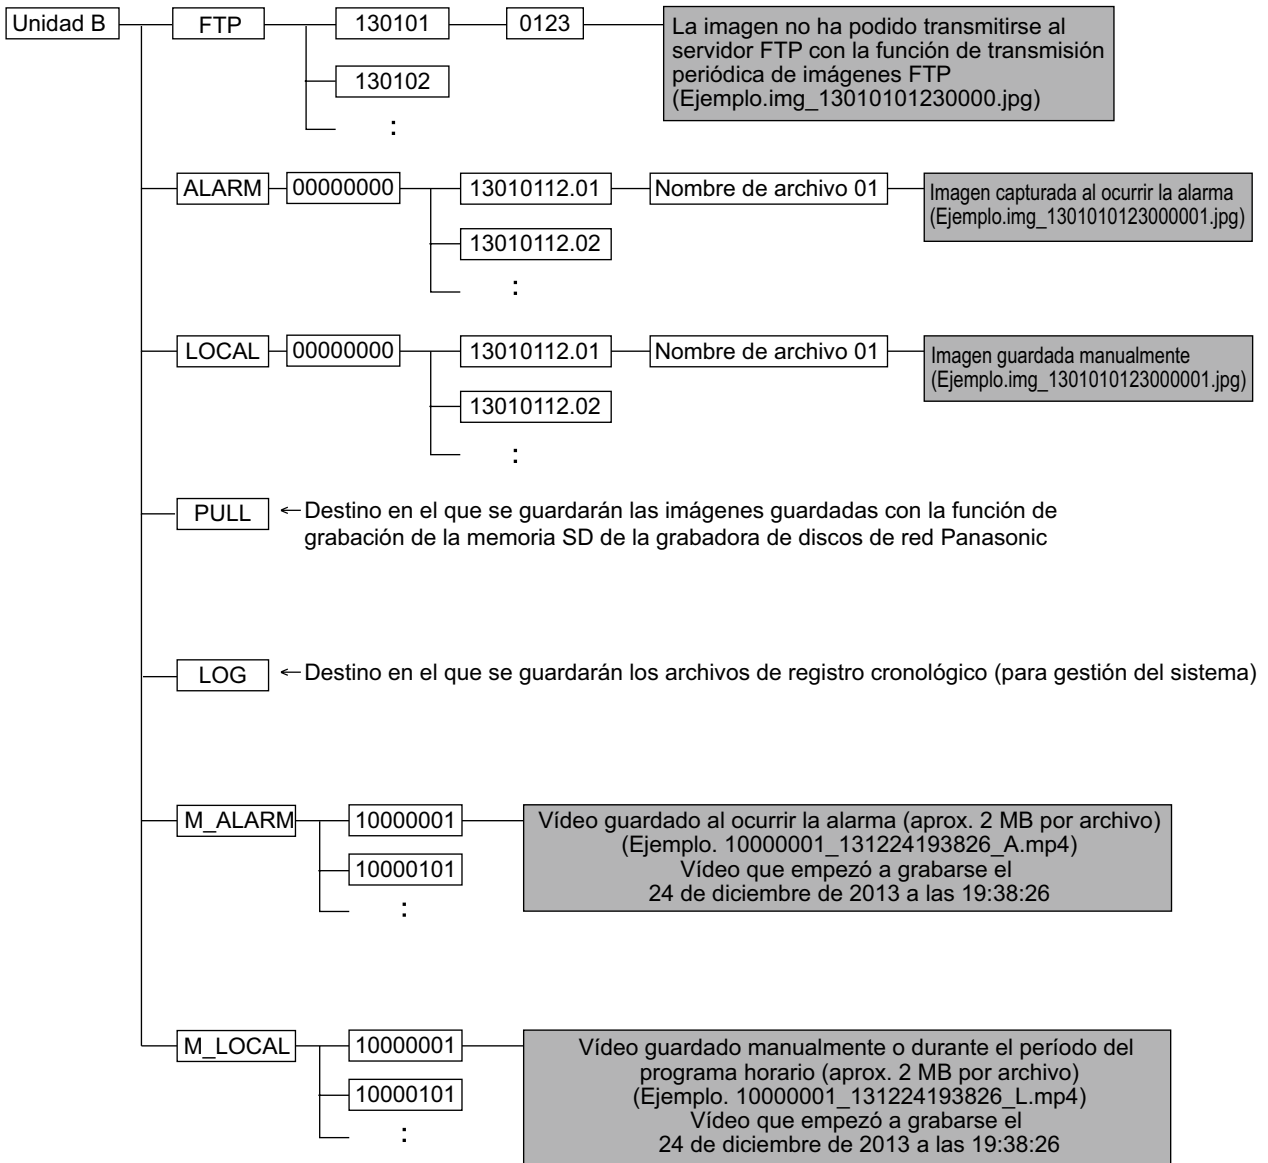 Unidad B
FTP
130101
0123
La imagen no ha podido transmitirse al
servidor FTP con la función de transmisión
periódica de imágenes FTP
(Ejemplo.img_13010101230000.jpg)
130102
:
ALARM
00000000
13010112.01
Nombre de archivo 01
Imagen capturada al ocurrir la alarma
(Ejemplo.img_1301010123000001.jpg)
13010112.02
:
LOCAL
00000000
13010112.01
Nombre de archivo 01
Imagen guardada manualmente
(Ejemplo.img_1301010123000001.jpg)
13010112.02
:
PULL
←Destino en el que se guardarán las imágenes guardadas con la función de
grabación de la memoria SD de la grabadora de discos de red Panasonic
LOG
←Destino en el que se guardarán los archivos de registro cronológico (para gestión del sistema)
M_ALARM
10000001
Vídeo guardado al ocurrir la alarma (aprox. 2 MB por archivo)
(Ejemplo. 10000001_131224193826_A.mp4)
Vídeo que empezó a grabarse el
24 de diciembre de 2013 a las 19:38:26
10000101
:
M_LOCAL
10000001
Vídeo guardado manualmente o durante el período del
programa horario (aprox. 2 MB por archivo)
(Ejemplo. 10000001_131224193826_L.mp4)
Vídeo que empezó a grabarse el
24 de diciembre de 2013 a las 19:38:26
10000101
: